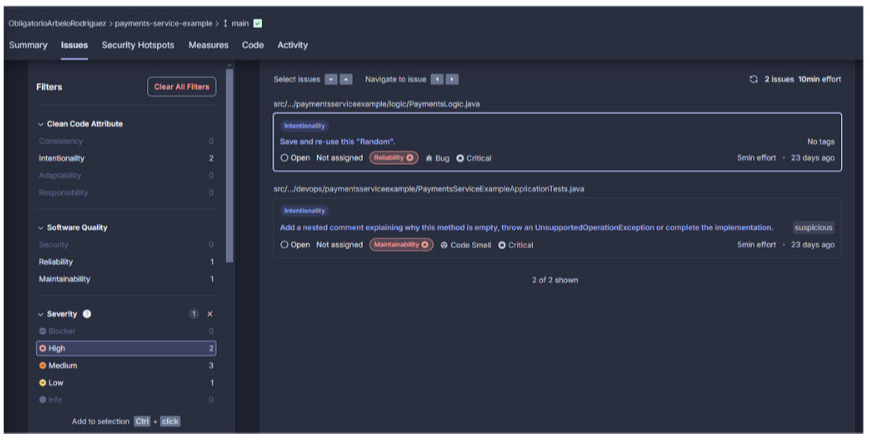 ObligatorioArbeloRodriguez > payments-service-example > main
Summary Issues Security Hotspots Measures Code Activity
Filters
Clear All Filters
Clean Code Attribute
Consistency 0
Intentionality 2
Adaptability 0
Responsibility 0
Software Quality
Security 0
Reliability 1
Maintainability 1
Severity ? 1
Blocker 0
High 2
Medium 3
Low 1
Info 0
Add to selection Ctrl + click
Select issues Navigate to issue 2 issues 10min effort
src/.../paymentsserviceexample/logic/PaymentsLogic.java
Intentionality
Save and re-use this "Random". No tags
Open Not assigned Reliability Bug Critical 5min effort • 23 days ago
src/.../devops/paymentsserviceexample/PaymentsServiceExampleApplicationTests.java
Intentionality
Add a nested comment explaining why this method is empty, throw an UnsupportedOperationException or complete the implementation. suspicious
Open Not assigned Maintainability Code Smell Critical 5min effort • 23 days ago
2 of 2 shown